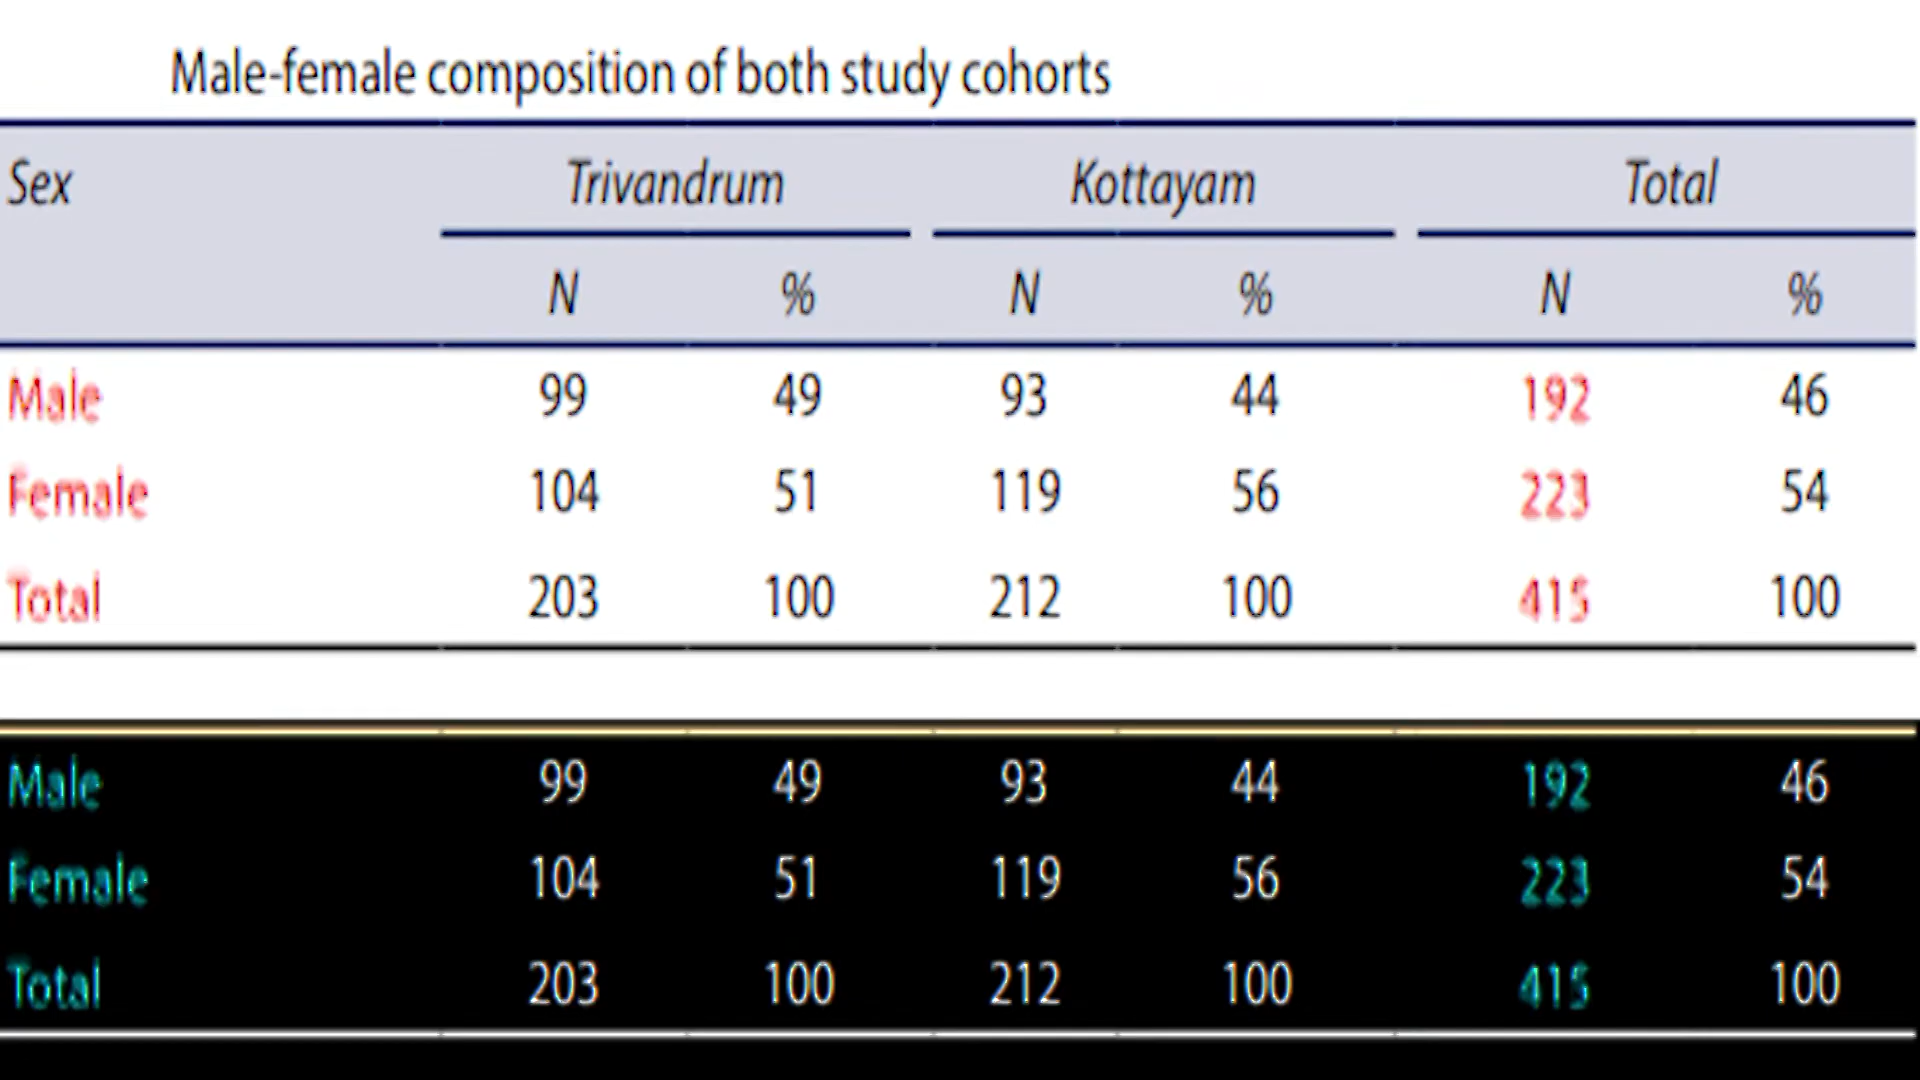 Male-female composition of both study cohorts
Sex Trivandrum Kottayam Total
N % N % N %
Male 99 49 93 44 192 46
Female 104 51 119 56 223 54
Total 203 100 212 100 415 100
Male 99 49 93 44 192 46
Female 104 51 119 56 223 54
Total 203 100 212 100 415 100